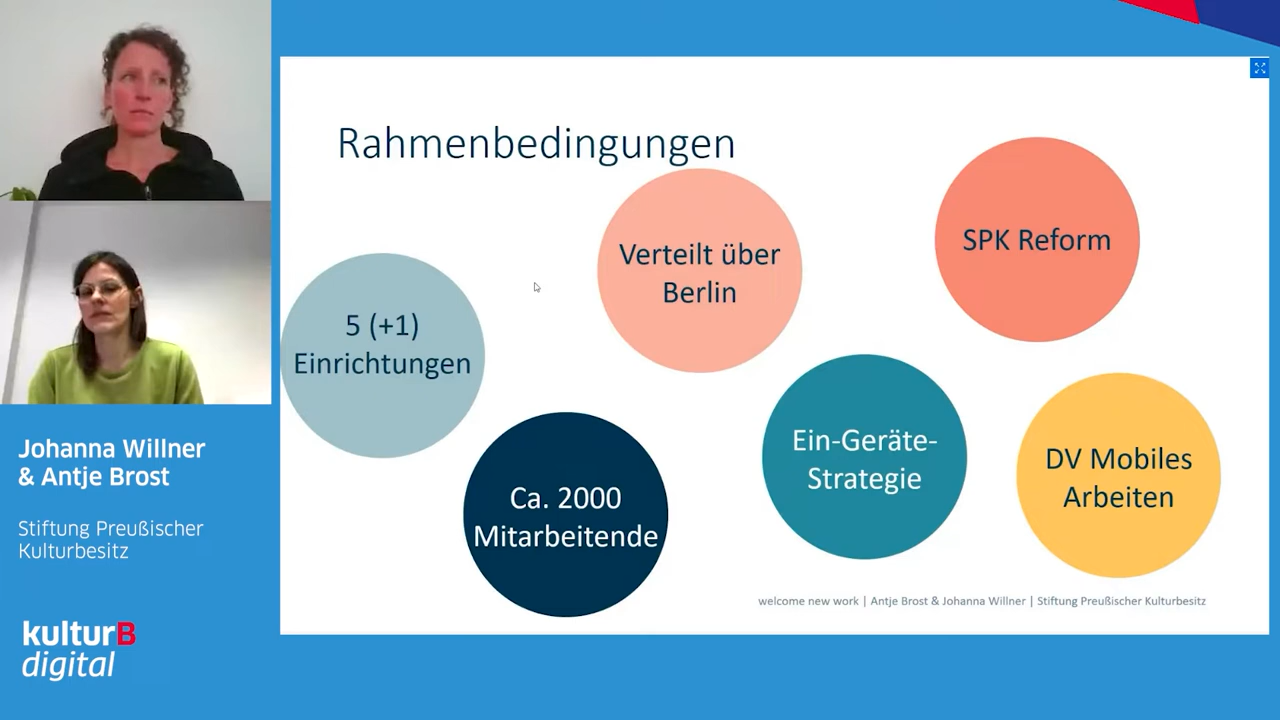 Rahmenbedingungen
5 (+1)
Einrichtungen
Verteilt über
Berlin
SPK Reform
Ca. 2000
Mitarbeitende
Ein-Geräte-
Strategie
DV Mobiles
Arbeiten
welcome new work | Antje Brost & Johanna Willner | Stiftung Preußischer Kulturbesitz
Johanna Willner
& Antje Brost
Stiftung Preußischer
Kulturbesitz
kulturB
digital